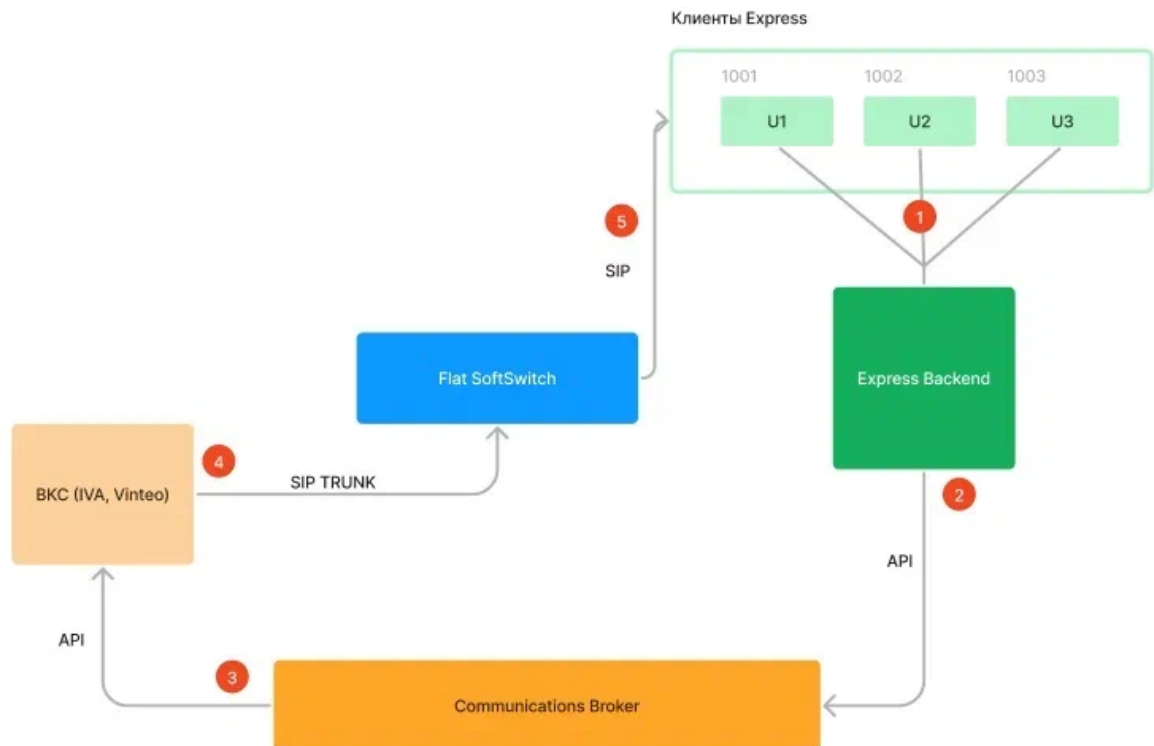 Клиенты Express
1001 1002 1003
U1 U2 U3
1
5
SIP
Flat SoftSwitch
Express Backend
4
SIP TRUNK
ВКС (IVA, Vinteo)
2
API
API
3
Communications Broker